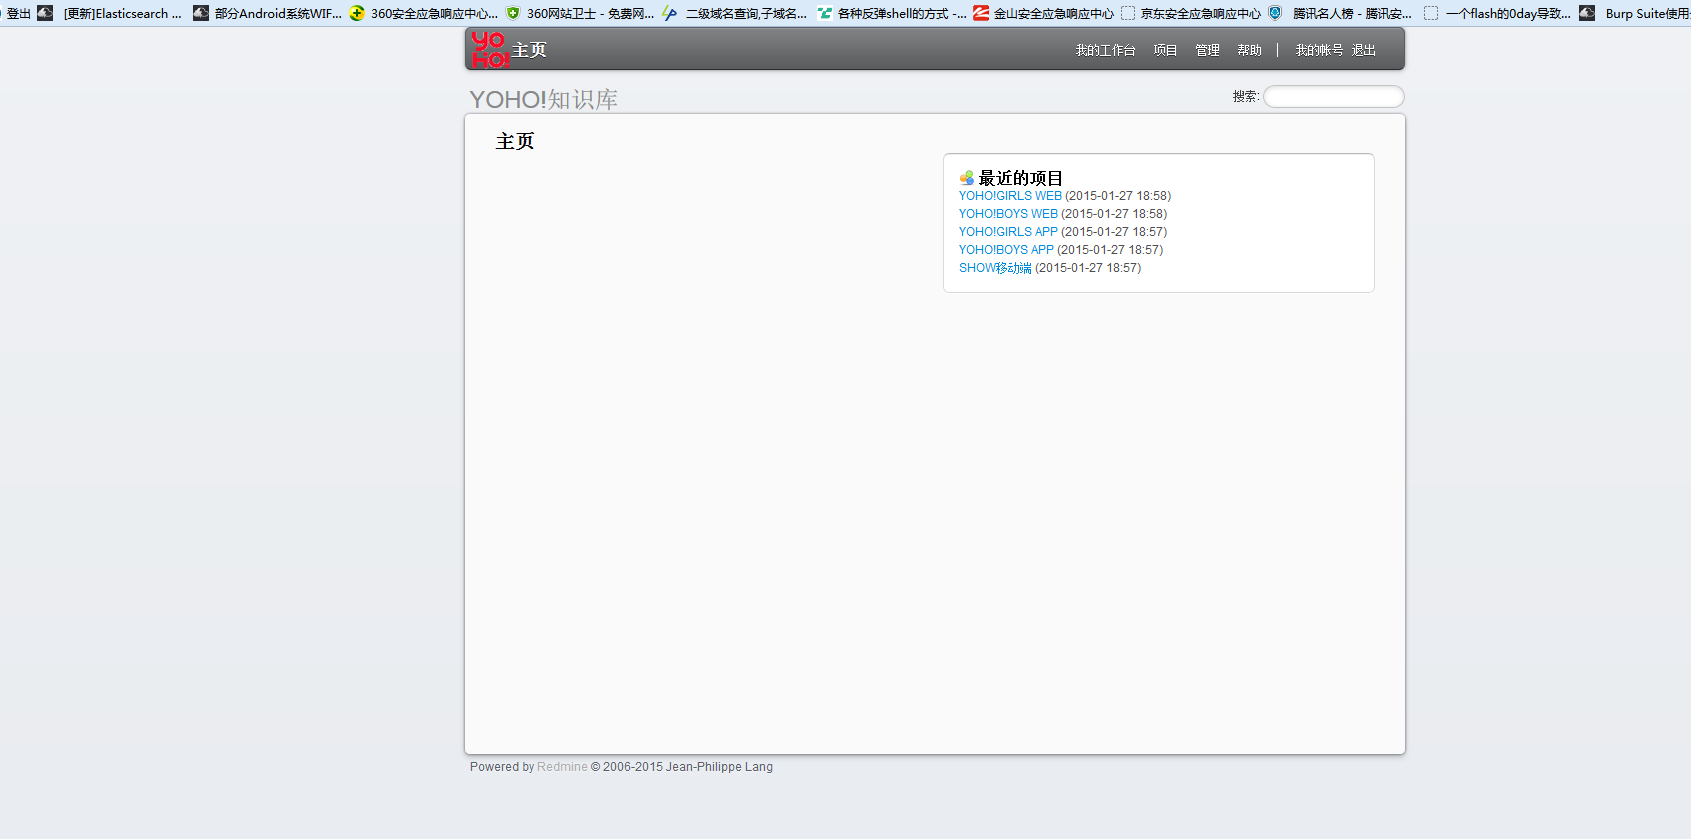 登出 [更新]Elasticsearch ... 部分Android系统WIF... 360安全应急响应中心... 360网站卫士 - 免费网... 二级域名查询,子域名... 各种反弹shell的方式 -... 金山安全应急响应中心 京东安全应急响应中心 腾讯名人榜 - 腾讯安... 一个flash的0day导致... Burp Suite使用
YOHO! 主页 我的工作台 项目 管理 帮助 | 我的帐号 退出
YOHO!知识库 搜索:
主页
最近的项目
YOHO!GIRLS WEB (2015-01-27 18:58)
YOHO!BOYS WEB (2015-01-27 18:58)
YOHO!GIRLS APP (2015-01-27 18:57)
YOHO!BOYS APP (2015-01-27 18:57)
SHOW移动端 (2015-01-27 18:57)
Powered by Redmine © 2006-2015 Jean-Philippe Lang